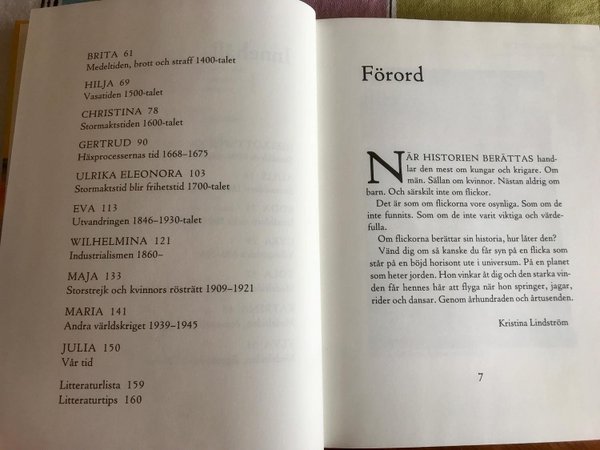 BRITA 61
Medeltiden, brott och straff 1400-talet
HILJA 69
Vasatiden 1500-talet
CHRISTINA 78
Stormaktstiden 1600-talet
GERTRUD 90
Häxprocessernas tid 1668–1675
ULRIKA ELEONORA 103
Stormaktstid blir frihetstid 1700-talet
EVA 113
Utvandringen 1846–1930-talet
WILHELMINA 121
Industrialismen 1860–
MAJA 133
Storstrejk och kvinnors rösträtt 1909–1921
MARIA 141
Andra världskriget 1939–1945
JULIA 150
Vår tid
Litteraturlista 159
Litteraturtips 160
Förord
NÄR HISTORIEN BERÄTTAS hand-
lar den mest om kungar och krigare. Om
män. Sällan om kvinnor. Nästan aldrig om
barn. Och särskilt inte om flickor.
Det är som om flickorna vore osynliga. Som om de
inte funnits. Som om de inte varit viktiga och värde-
fulla.
Om flickorna berättar sin historia, hur låter den?
Vänd dig om så kanske du får syn på en flicka som
står på en böjd horisont ute i universum. På en planet
som heter jorden. Hon vinkar åt dig och den starka vin-
den får hennes hår att flyga när hon springer, jagar,
rider och dansar. Genom århundraden och årtusenden.
Kristina Lindström
7